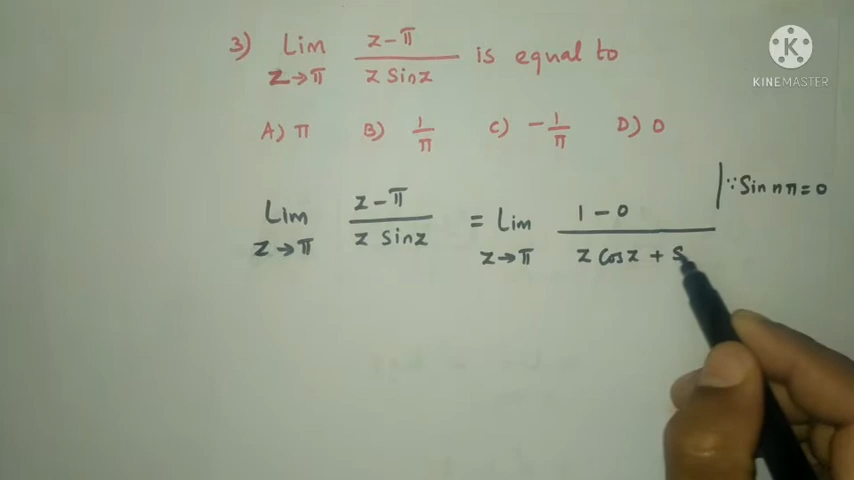 3) Lim z→π z-π / z Sinz is equal to
A) π B) 1/π C) -1/π D) 0
Lim z→π z-π / z sinz = Lim z→π 1-0 / z Cosz + S
∵ Sin nπ = 0
K
KINEMASTER